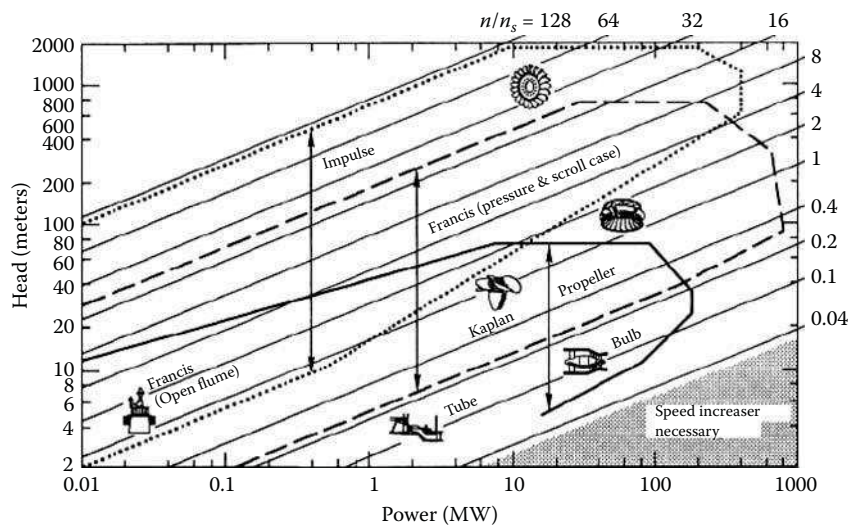 n/nₛ = 128 64 32 16
2000
1000
800
600
400
200
100
80
60
40
20
10
8
6
4
2
Head (meters)
8
4
2
1
0.4
0.2
0.1
0.04
Impulse
Francis (pressure & scroll case)
Propeller
Kaplan
Bulb
Francis
(Open flume)
Tube
Speed increaser
necessary
0.01 0.1 1 10 100 1000
Power (MW)